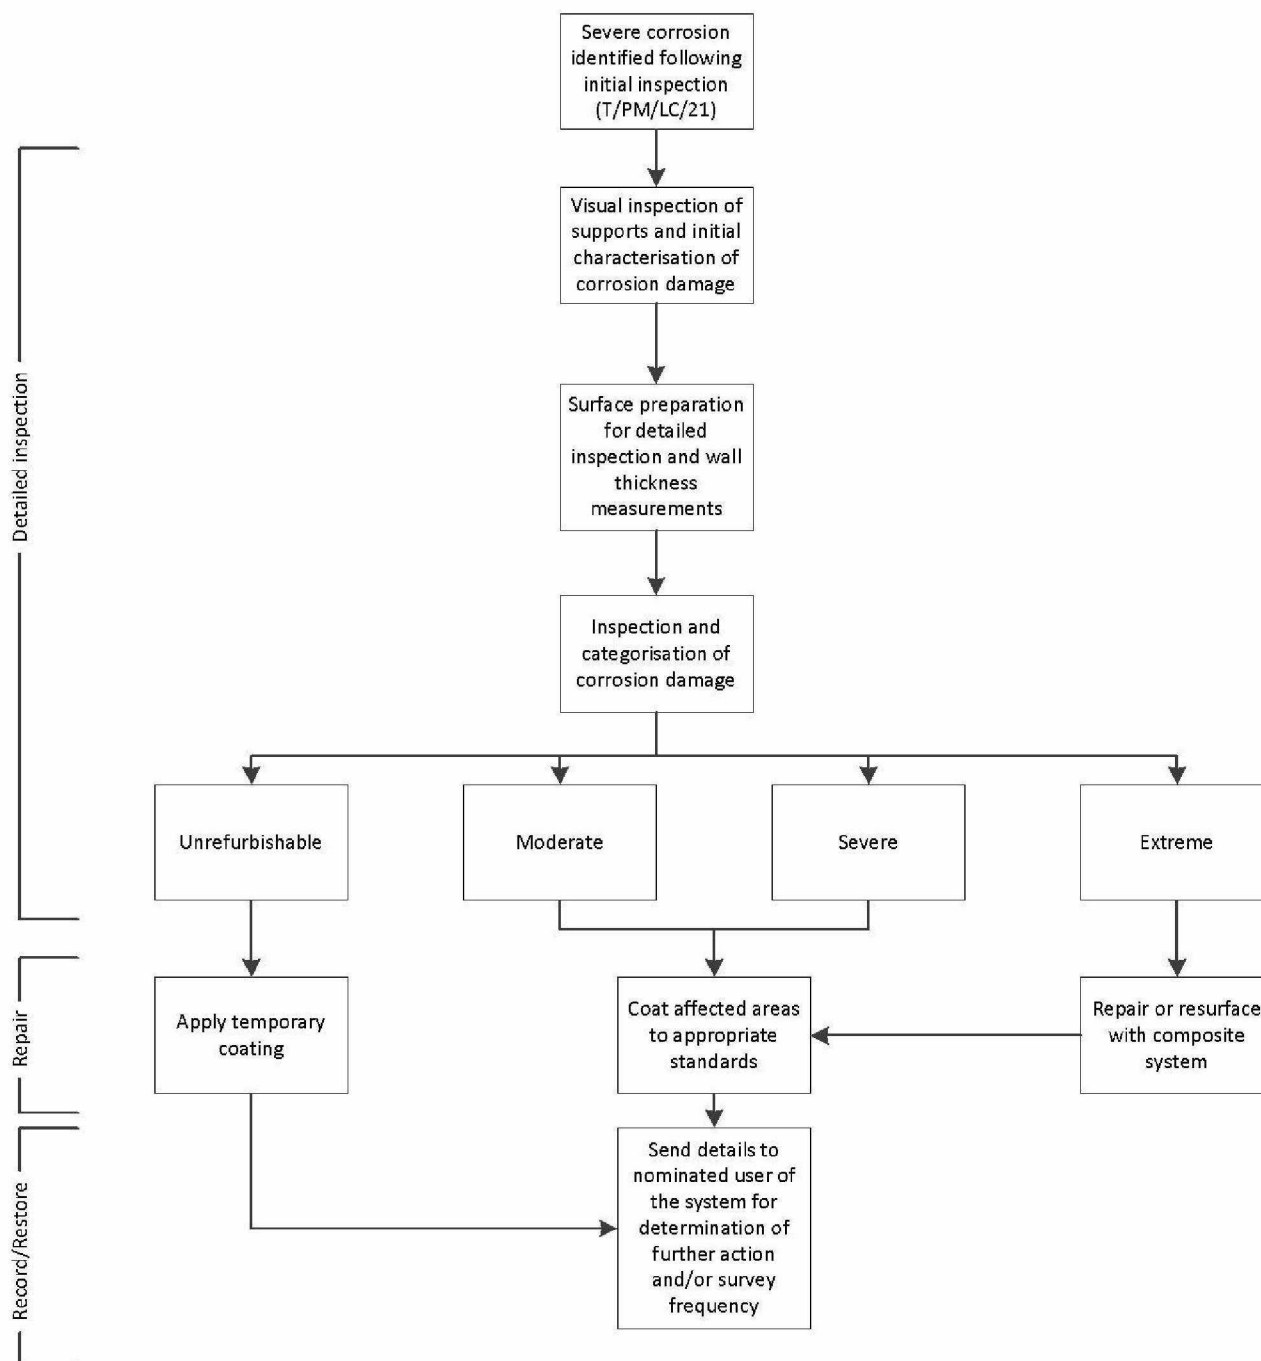 Severe corrosion
identified following
initial inspection
(T/PM/LC/21)
Detailed inspection
Visual inspection of
supports and initial
characterisation of
corrosion damage
Surface preparation
for detailed
inspection and wall
thickness
measurements
Inspection and
categorisation of
corrosion damage
Unrefurbishable
Moderate
Severe
Extreme
Repair
Apply temporary
coating
Coat affected areas
to appropriate
standards
Repair or resurface
with composite
system
Record/Restore
Send details to
nominated user of
the system for
determination of
further action
and/or survey
frequency